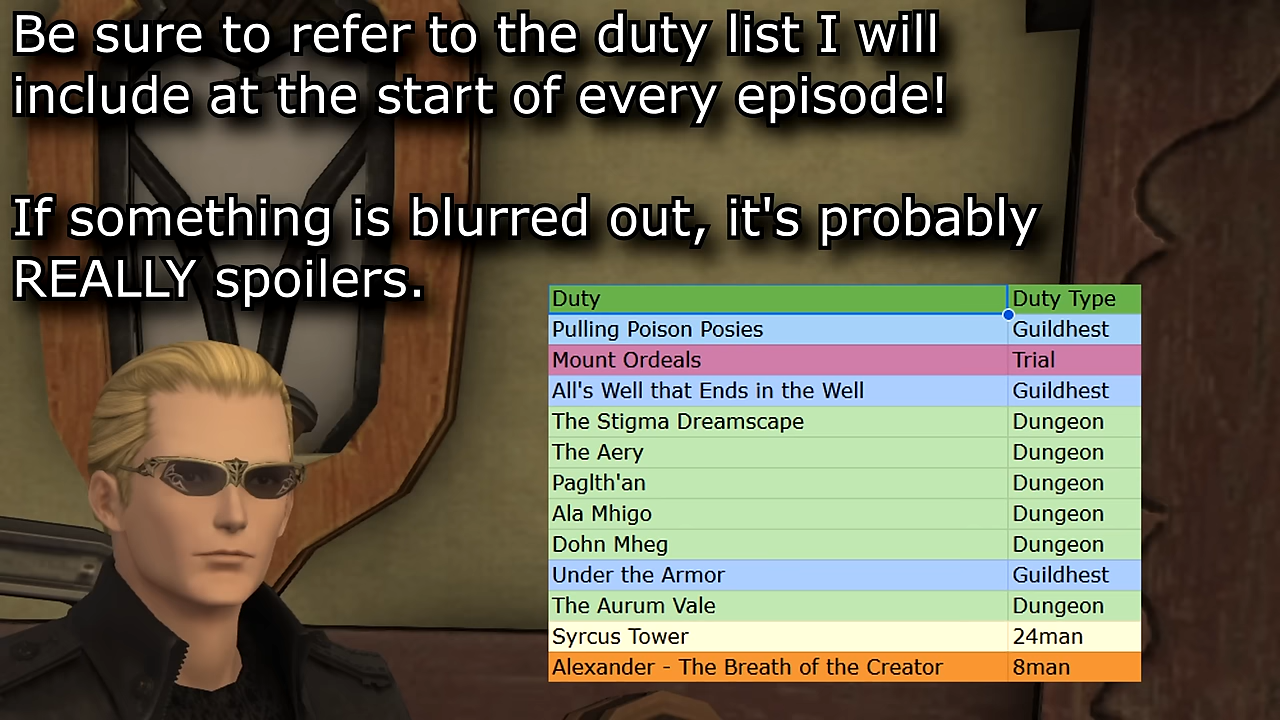 Be sure to refer to the duty list I will
include at the start of every episode!
If something is blurred out, it's probably
REALLY spoilers.
Duty Duty Type
Pulling Poison Posies Guildhest
Mount Ordeals Trial
All's Well that Ends in the Well Guildhest
The Stigma Dreamscape Dungeon
The Aery Dungeon
Paglth'an Dungeon
Ala Mhigo Dungeon
Dohn Mheg Dungeon
Under the Armor Guildhest
The Aurum Vale Dungeon
Syrcus Tower 24man
Alexander - The Breath of the Creator 8man